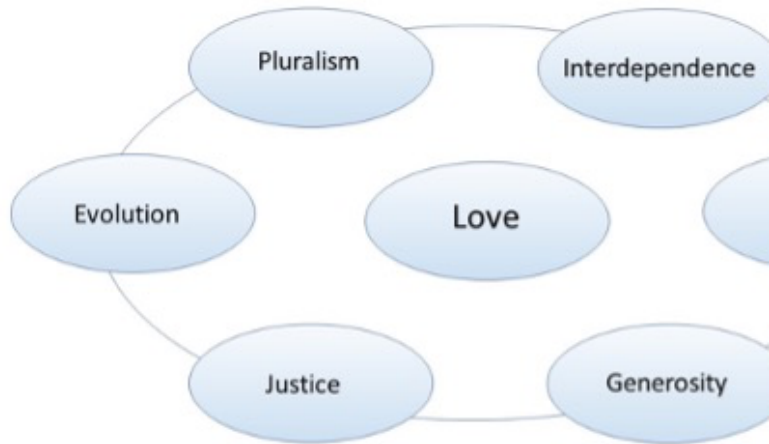 Pluralism
Interdependence
Evolution
Love
Justice
Generosity